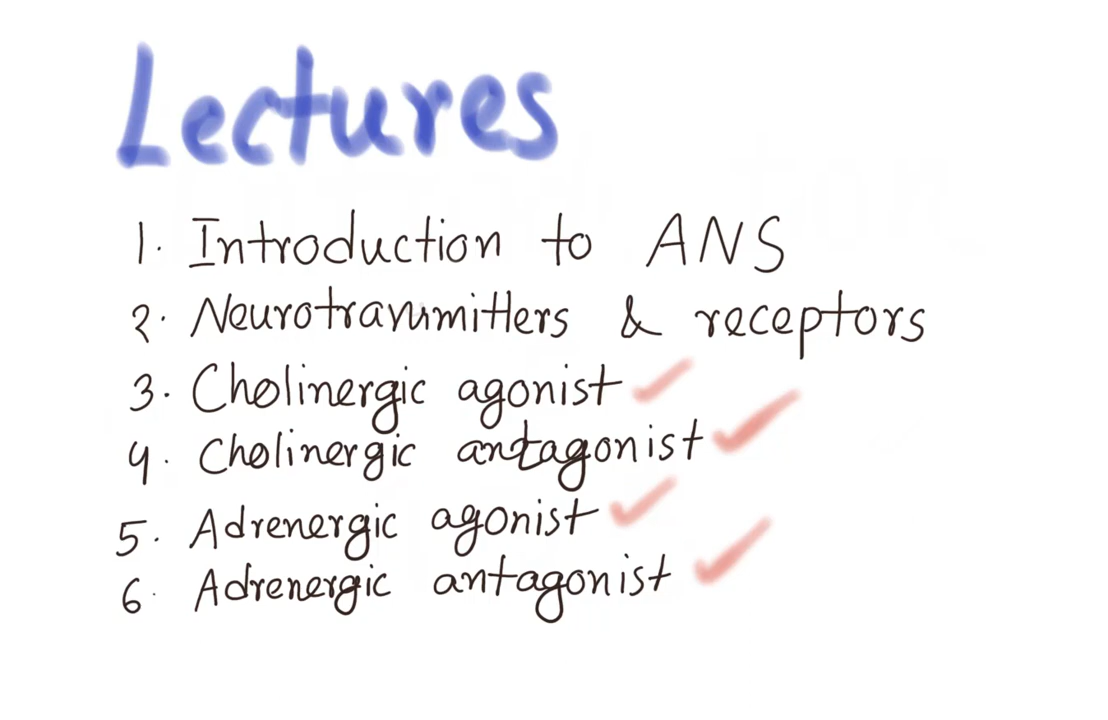 Lectures
1. Introduction to ANS
2. Neurotransmitters & receptors
3. Cholinergic agonist ✓
4. Cholinergic antagonist ✓
5. Adrenergic agonist ✓
6. Adrenergic antagonist ✓